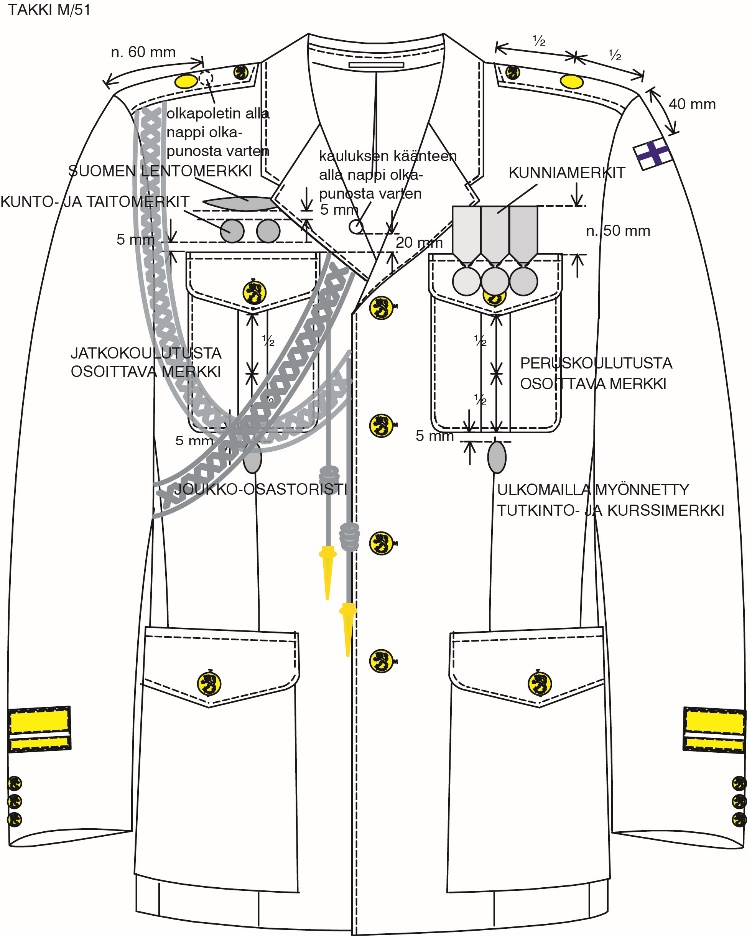 TAKKI M/51
½
n. 60 mm
½
40 mm
olkapoletin alla
nappi olka-
punosta varten
kauluksen käänteen
alla nappi olka-
punosta varten
SUOMEN LENTOMERKKI
KUNNIAMERKIT
KUNTO- JA TAITOMERKIT
5 mm
5 mm
20 mm
n. 50 mm
½
½
JATKOKOULUTUSTA
OSOITTAVA MERKKI
PERUSKOULUTUSTA
OSOITTAVA MERKKI
½
½
5 mm
5 mm
JOUKKO-OSASTORISTI
ULKOMAILLA MYÖNNETTY
TUTKINTO- JA KURSSIMERKKI